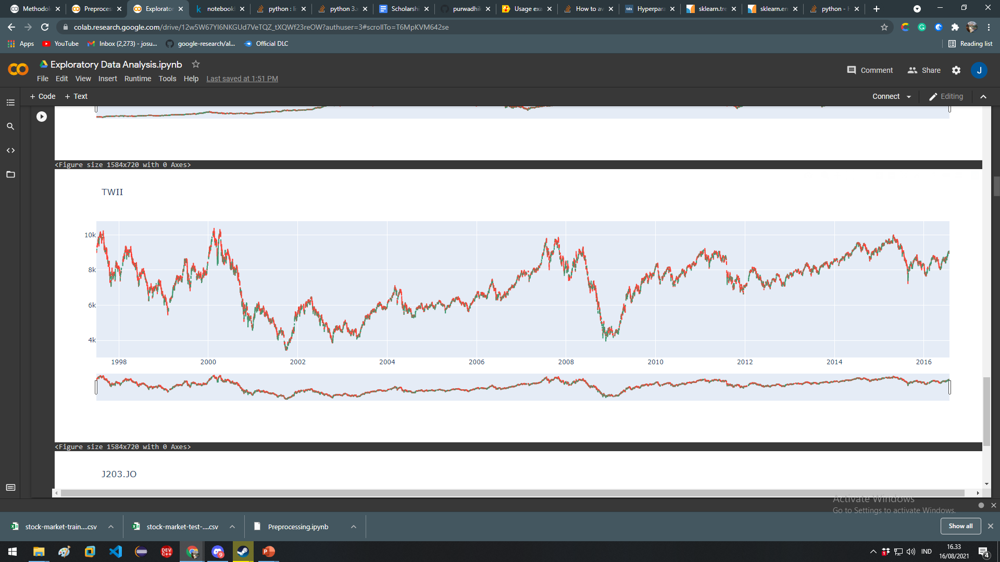 Methodol
Preproces
Explorator
notebookl
python : li
python 3.x
Scholarshi
purwadhik
Usage exa
How to av
Hyperpara
sklearn.tre
sklearn.en
python - H
colab.research.google.com/drive/12w5W67Yl6NKGUd7VeTQZ_tXQWf23reOW?authuser=3#scrollTo=T6MpKVM642se
Apps
YouTube
Inbox (2,273) - josu...
google-research/al...
Official DLC
Reading list
Exploratory Data Analysis.ipynb
Comment
Share
J
File Edit View Insert Runtime Tools Help Last saved at 1:51 PM
+ Code + Text
Connect
Editing
<Figure size 1584x720 with 0 Axes>
TWII
10k
8k
6k
4k
1998 2000 2002 2004 2006 2008 2010 2012 2014 2016
<Figure size 1584x720 with 0 Axes>
J203.JO
Activate Windows
Go to Settings to activate Windows.
stock-market-train....csv
stock-market-test-....csv
Preprocessing.ipynb
Show all
IND
16.33
16/08/2021
4